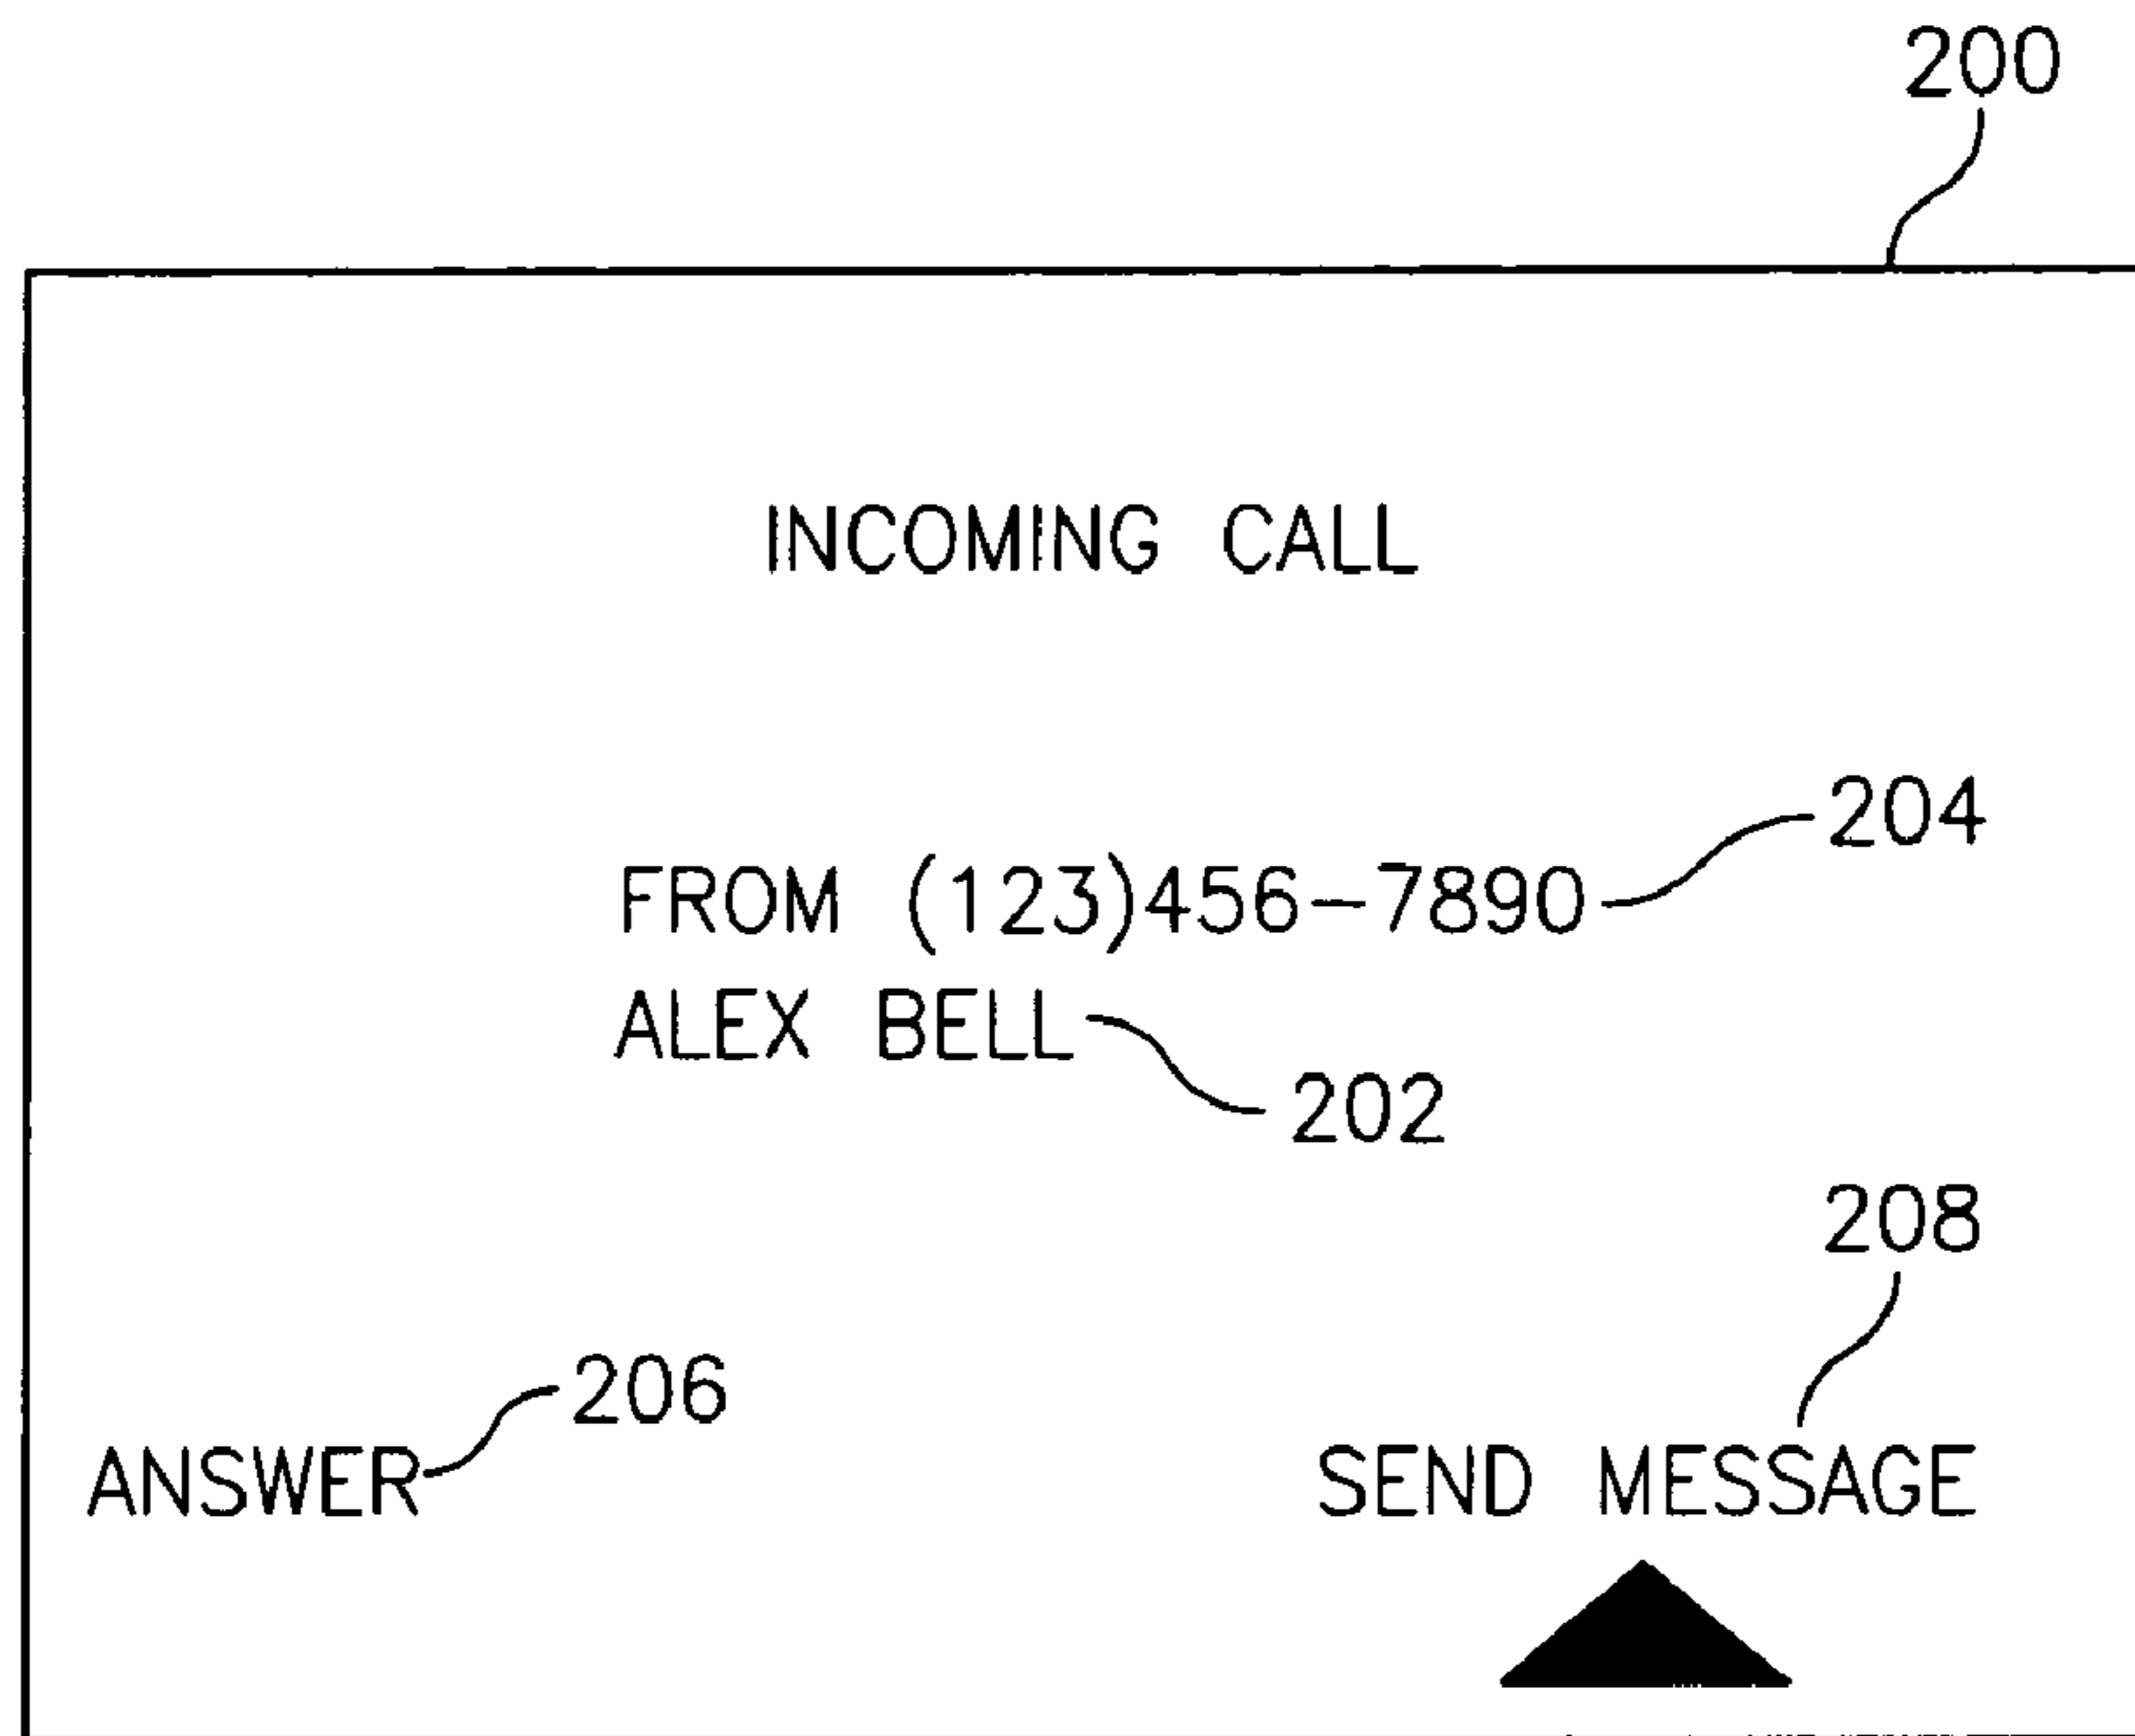 200
INCOMING CALL
204
FROM (123)456-7890
ALEX BELL
202
208
206
ANSWER
SEND MESSAGE